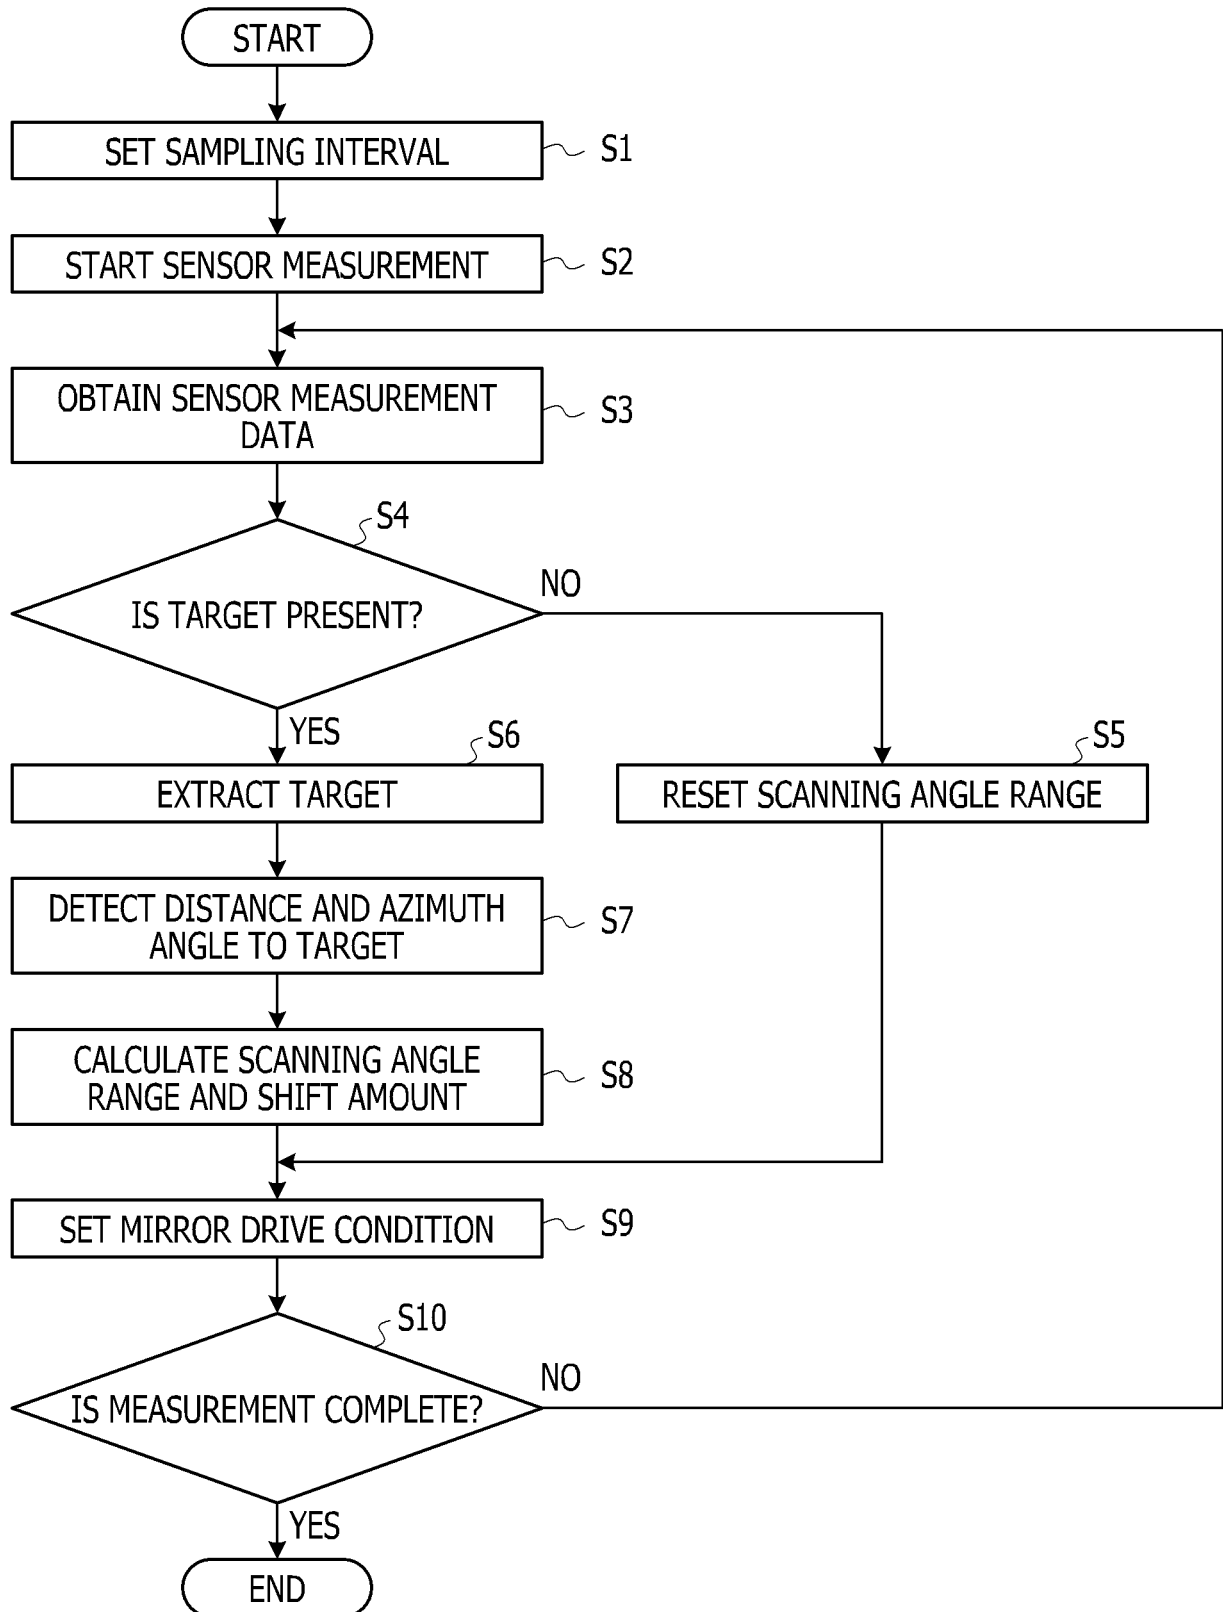 START
SET SAMPLING INTERVAL
S1
START SENSOR MEASUREMENT
S2
OBTAIN SENSOR MEASUREMENT
DATA
S3
S4
IS TARGET PRESENT?
NO
YES
S6
EXTRACT TARGET
S5
RESET SCANNING ANGLE RANGE
DETECT DISTANCE AND AZIMUTH
ANGLE TO TARGET
S7
CALCULATE SCANNING ANGLE
RANGE AND SHIFT AMOUNT
S8
SET MIRROR DRIVE CONDITION
S9
S10
IS MEASUREMENT COMPLETE?
NO
YES
END